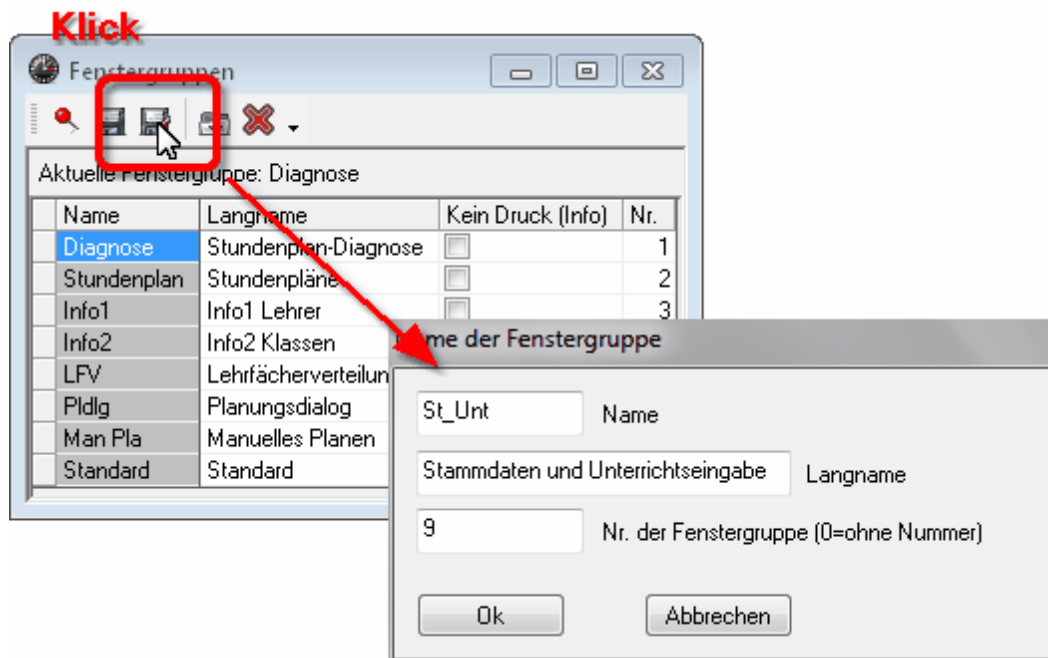 Klick
Fenstergruppen
Aktuelle Fenstergruppe: Diagnose
Name Langname Kein Druck (Info) Nr.
Diagnose Stundenplan-Diagnose 1
Stundenplan Stundenpläne 2
Info1 Info1 Lehrer 3
Info2 Info2 Klassen
LFV Lehrfächerverteilun
Pldlg Planungsdialog
Man Pla Manuelles Planen
Standard Standard
me der Fenstergruppe
St_Unt Name
Stammdaten und Unterrichtseingabe Langname
9 Nr. der Fenstergruppe (0=ohne Nummer)
Ok Abbrechen